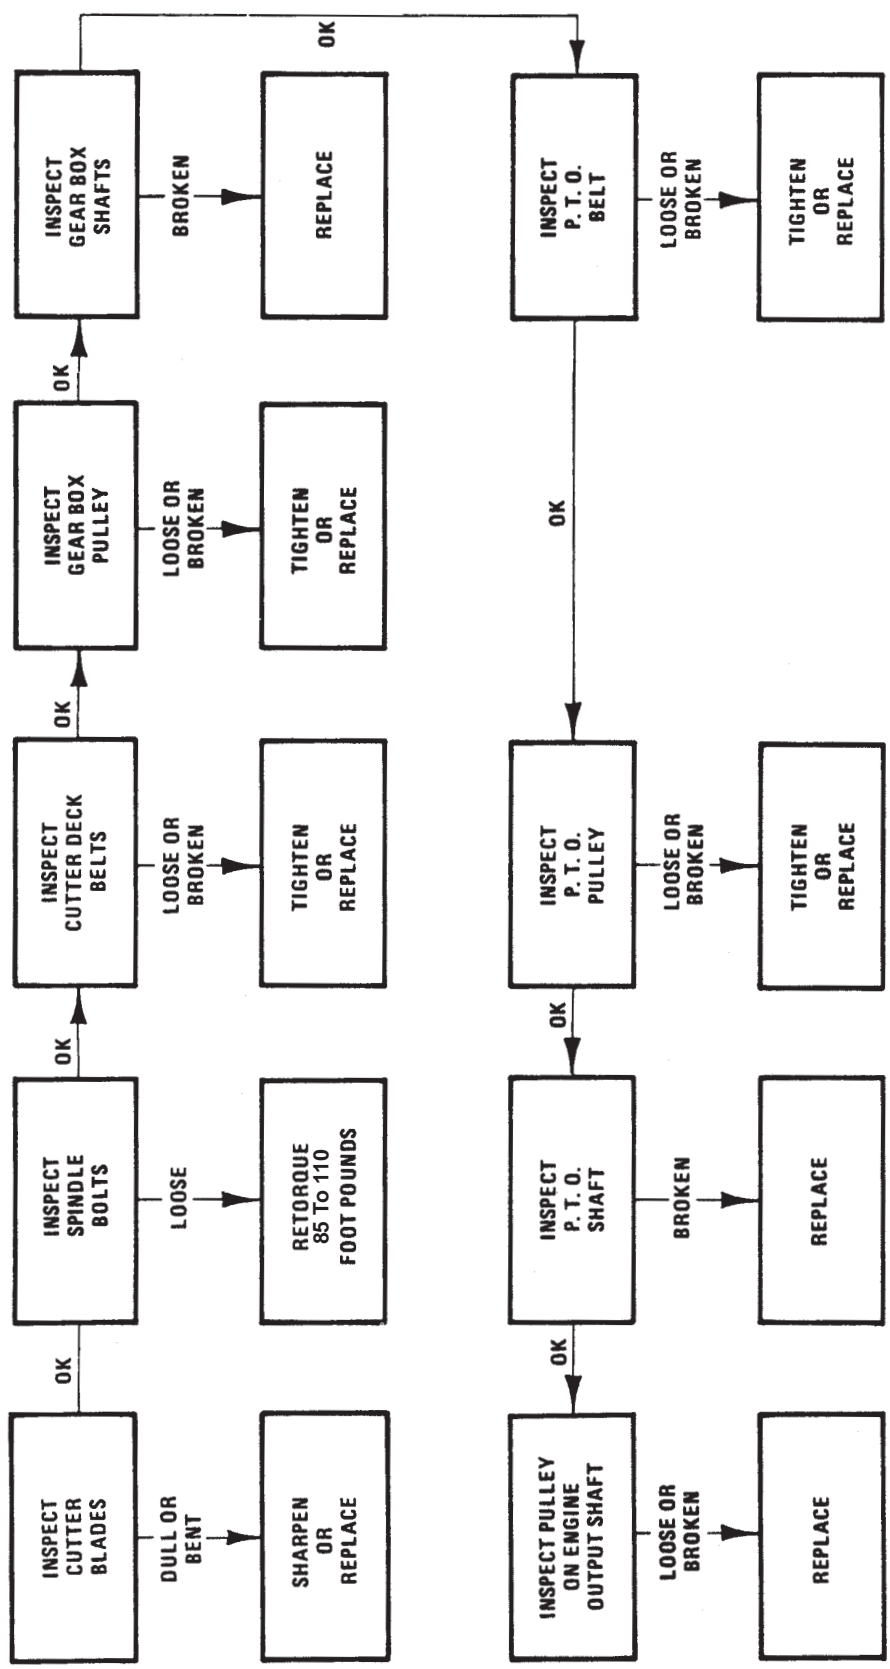 INSPECT
CUTTER
BLADES
OK
INSPECT
SPINDLE
BOLTS
OK
INSPECT
CUTTER DECK
BELTS
OK
INSPECT
GEAR BOX
PULLEY
OK
INSPECT
GEAR BOX
SHAFTS
OK
DULL OR
BENT
LOOSE
LOOSE OR
BROKEN
LOOSE OR
BROKEN
BROKEN
SHARPEN
OR
REPLACE
RETORQUE
85 To 110
FOOT POUNDS
TIGHTEN
OR
REPLACE
TIGHTEN
OR
REPLACE
REPLACE
INSPECT PULLEY
ON ENGINE
OUTPUT SHAFT
OK
INSPECT
P. T. O.
SHAFT
OK
INSPECT
P. T. O.
PULLEY
OK
INSPECT
P. T. O.
BELT
LOOSE OR
BROKEN
BROKEN
LOOSE OR
BROKEN
LOOSE OR
BROKEN
REPLACE
REPLACE
TIGHTEN
OR
REPLACE
TIGHTEN
OR
REPLACE